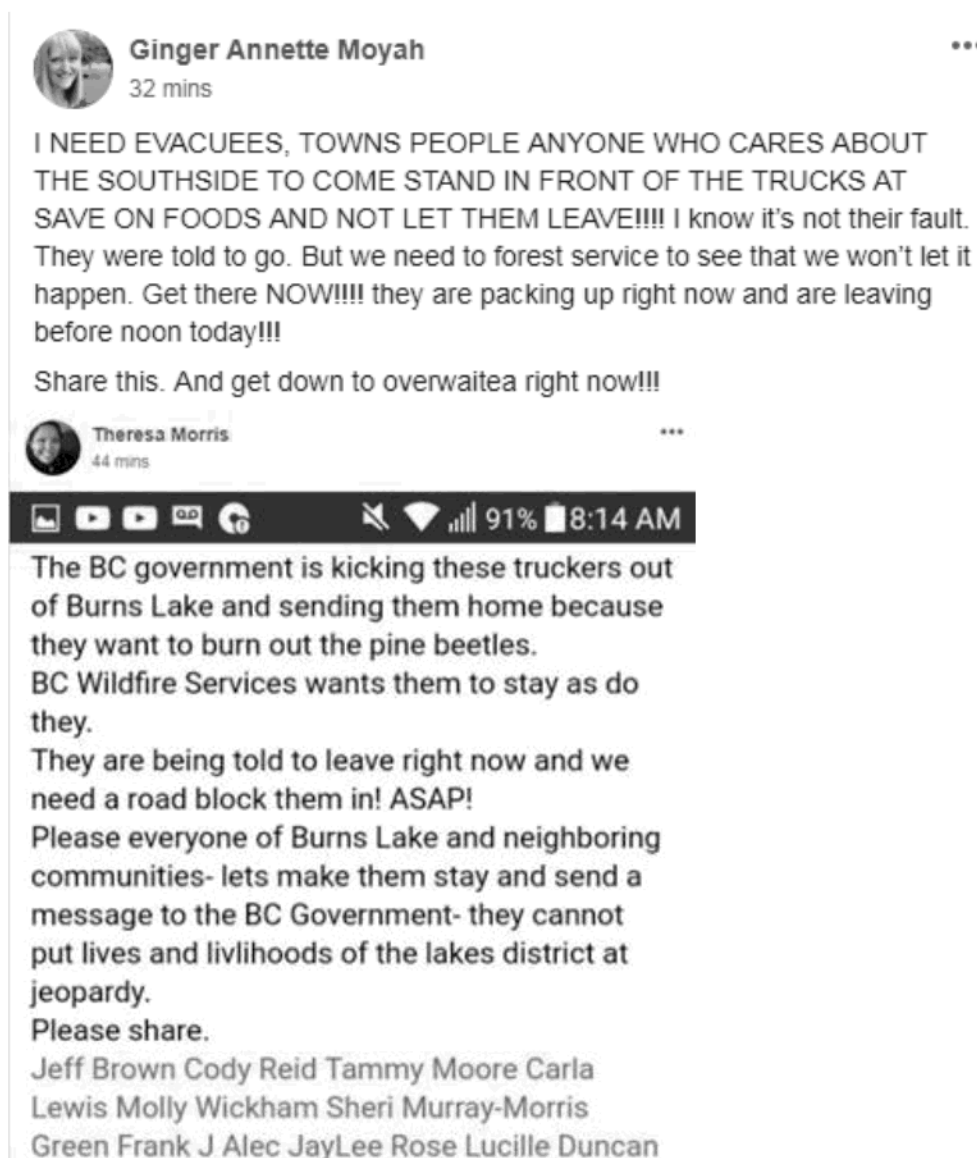 Ginger Annette Moyah
32 mins
I NEED EVACUEES, TOWNS PEOPLE ANYONE WHO CARES ABOUT
THE SOUTHSIDE TO COME STAND IN FRONT OF THE TRUCKS AT
SAVE ON FOODS AND NOT LET THEM LEAVE!!!! I know it's not their fault.
They were told to go. But we need to forest service to see that we won't let it
happen. Get there NOW!!!! they are packing up right now and are leaving
before noon today!!!
Share this. And get down to overwaitea right now!!!
Theresa Morris
44 mins
91% 8:14 AM
The BC government is kicking these truckers out
of Burns Lake and sending them home because
they want to burn out the pine beetles.
BC Wildfire Services wants them to stay as do
they.
They are being told to leave right now and we
need a road block them in! ASAP!
Please everyone of Burns Lake and neighboring
communities- lets make them stay and send a
message to the BC Government- they cannot
put lives and livlihoods of the lakes district at
jeopardy.
Please share.
Jeff Brown Cody Reid Tammy Moore Carla
Lewis Molly Wickham Sheri Murray-Morris
Green Frank J Alec JayLee Rose Lucille Duncan